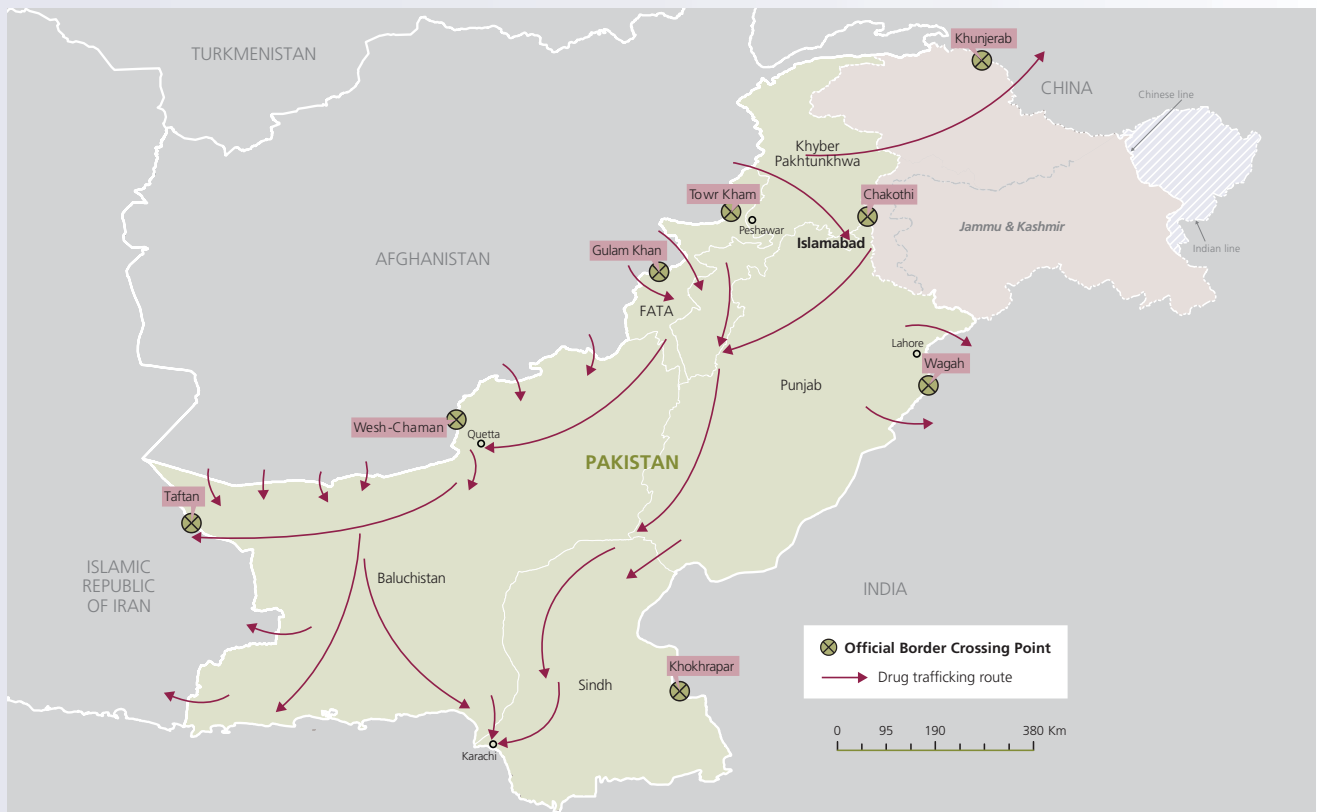 TURKMENISTAN
Khunjerab
CHINA
Chinese line
Khyber
Pakhtunkhwa
Towr Kham
Chakothi
Peshawar
Jammu & Kashmir
Islamabad
Indian line
Gulam Khan
AFGHANISTAN
FATA
Lahore
Wagah
Punjab
Wesh-Chaman
Quetta
PAKISTAN
Taftan
ISLAMIC
REPUBLIC
OF IRAN
Baluchistan
INDIA
Official Border Crossing Point
Drug trafficking route
Khokhrapar
Sindh
0 95 190 380 Km
Karachi